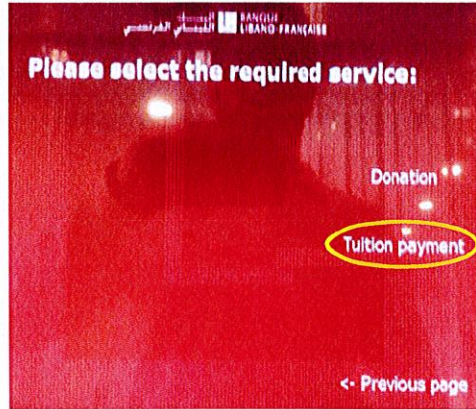 BANQUE
LIBANO-FRANÇAISE
Please select the required service:
Donation
Tuition payment
<- Previous page